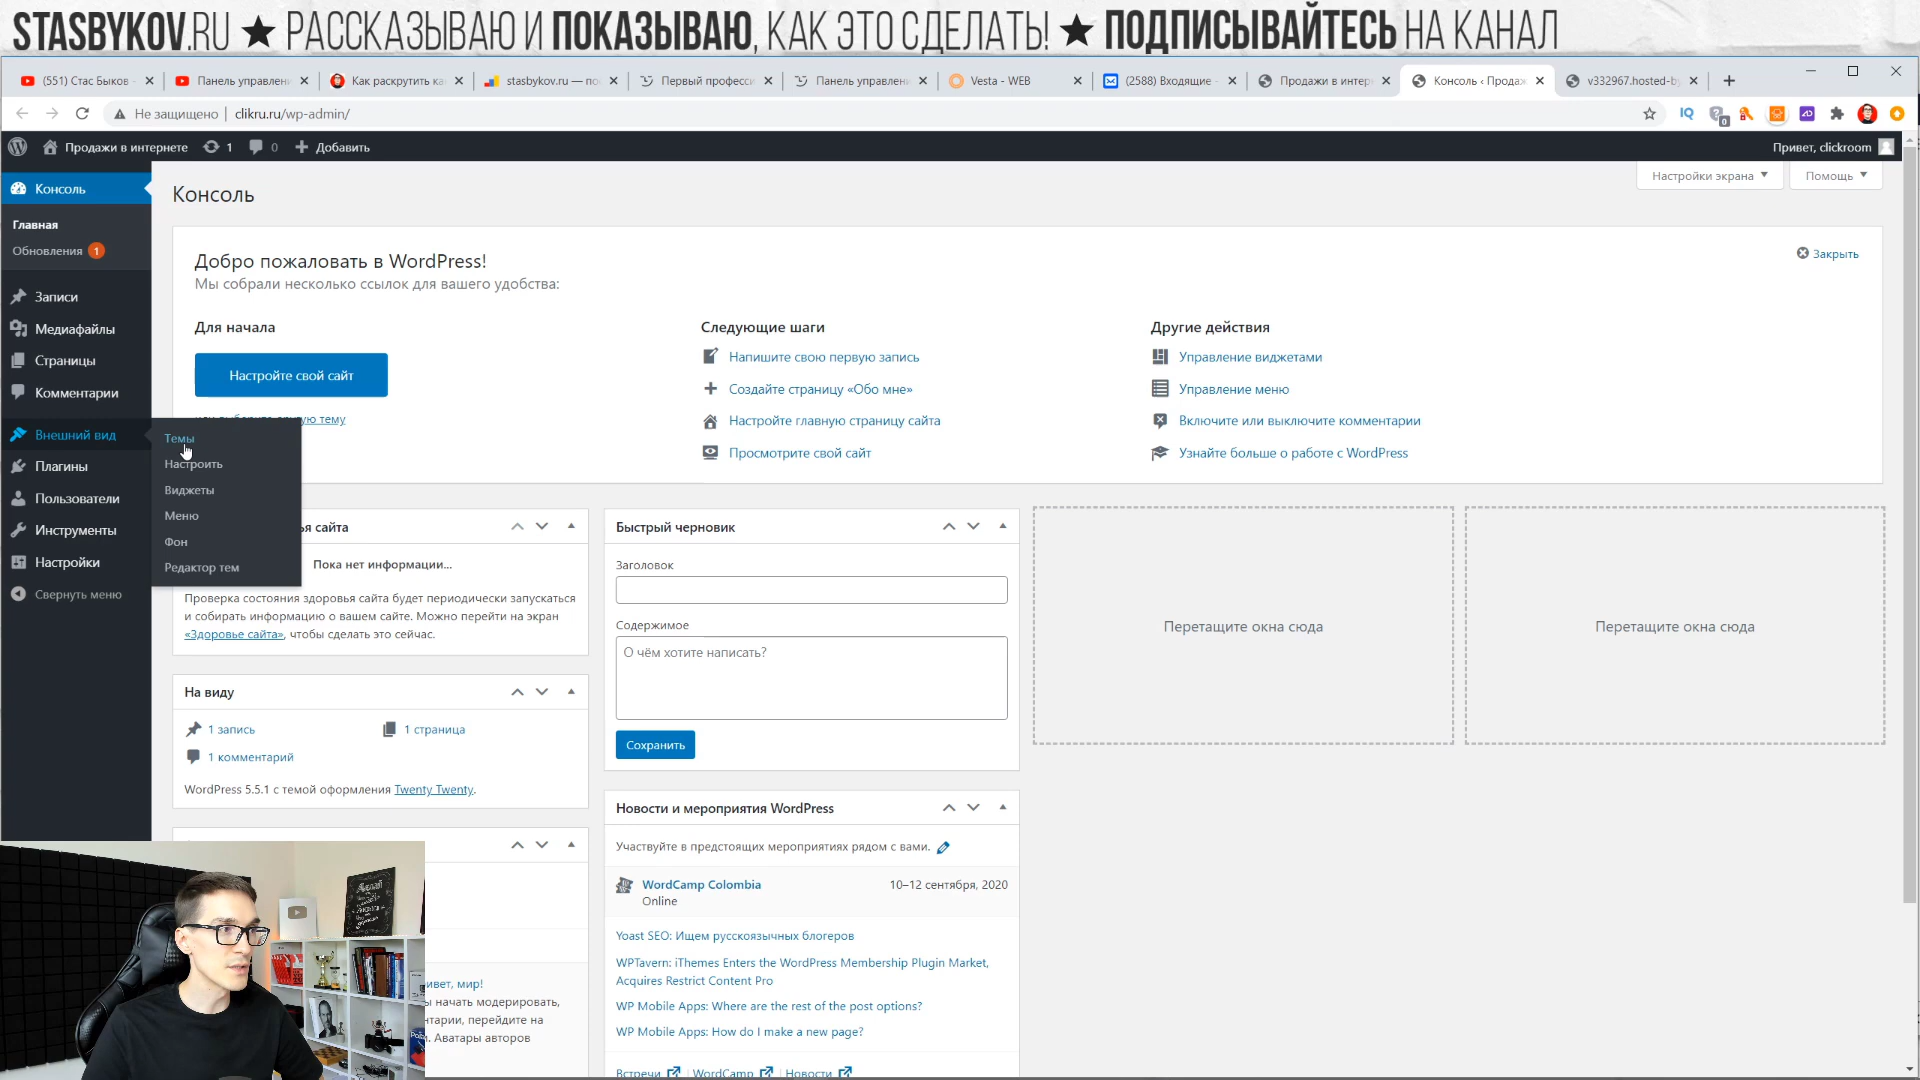 STASBYKOV.RU ★ РАССКАЗЫВАЮ И ПОКАЗЫВАЮ, КАК ЭТО СДЕЛАТЬ! ★ ПОДПИСЫВАЙТЕСЬ НА КАНАЛ
(551) Стас Быков -
Панель управлен
Как раскрутить ка
stasbykov.ru — по
Первый професси
Панель управлен
Vesta - WEB
(2588) Входящие -
Продажи в интер
Консоль ‹ Продаж
v332967.hosted-by
Не защищено
clikru.ru/wp-admin/
IQ
0
Продажи в интернете
1
0
Добавить
Привет, clickroom
Консоль
Главная
Обновления 1
Записи
Медиафайлы
Страницы
Комментарии
Внешний вид
Плагины
Пользователи
Инструменты
Настройки
Свернуть меню
Темы
Настроить
Виджеты
Меню
Фон
Редактор тем
Консоль
Настройки экрана
Помощь
Добро пожаловать в WordPress!
Мы собрали несколько ссылок для вашего удобства:
Закрыть
Для начала
Настройте свой сайт
тему
Следующие шаги
Напишите свою первую запись
Создайте страницу «Обо мне»
Настройте главную страницу сайта
Просмотрите свой сайт
Другие действия
Управление виджетами
Управление меню
Включите или выключите комментарии
Узнайте больше о работе с WordPress
сайта
Пока нет информации...
Проверка состояния здоровья сайта будет периодически запускаться
и собирать информацию о вашем сайте. Можно перейти на экран
«Здоровье сайта», чтобы сделать это сейчас.
На виду
1 запись
1 страница
1 комментарий
WordPress 5.5.1 с темой оформления Twenty Twenty.
ивет, мир!
ы начать модерировать,
нтарии, перейдите на
. Аватары авторов
Быстрый черновик
Заголовок
Содержимое
О чём хотите написать?
Сохранить
Новости и мероприятия WordPress
Участвуйте в предстоящих мероприятиях рядом с вами.
WordCamp Colombia
10–12 сентября, 2020
Online
Yoast SEO: Ищем русскоязычных блогеров
WPTavern: iThemes Enters the WordPress Membership Plugin Market,
Acquires Restrict Content Pro
WP Mobile Apps: Where are the rest of the post options?
WP Mobile Apps: How do I make a new page?
Встречи | WordCamp | Новости
Перетащите окна сюда
Перетащите окна сюда